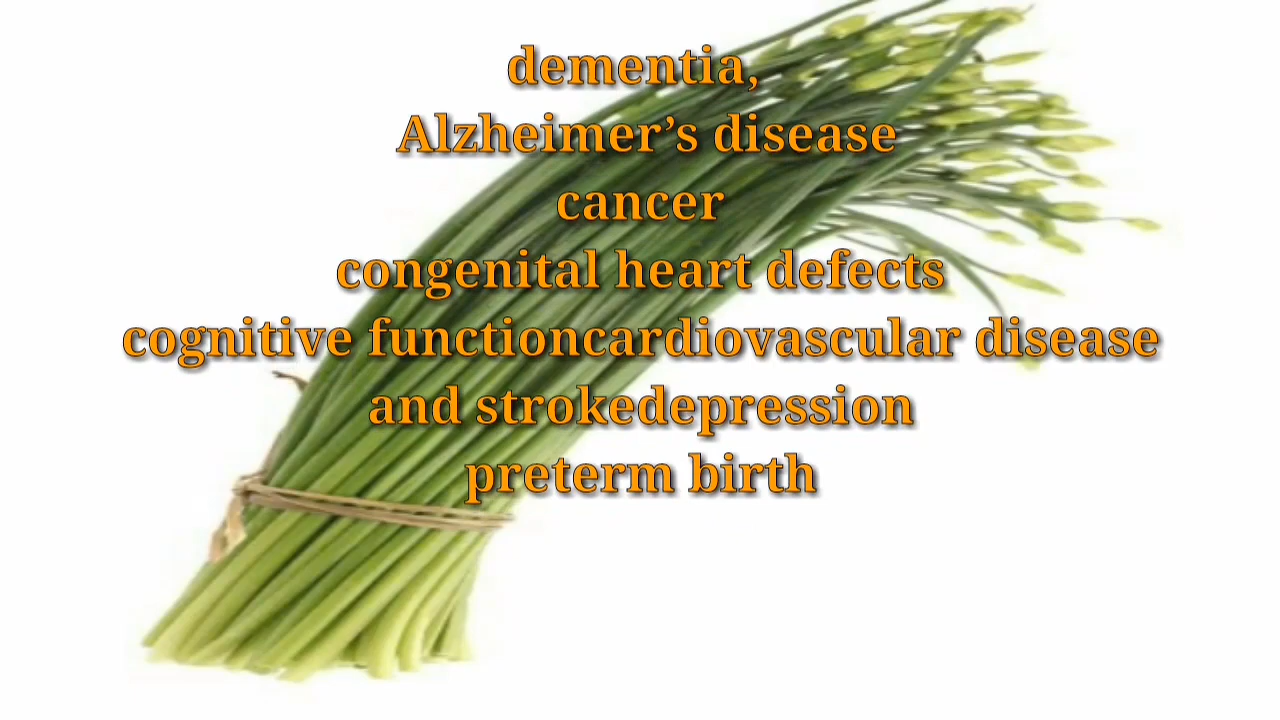 dementia,
Alzheimer’s disease
cancer
congenital heart defects
cognitive functioncardiovascular disease
and strokedepression
preterm birth